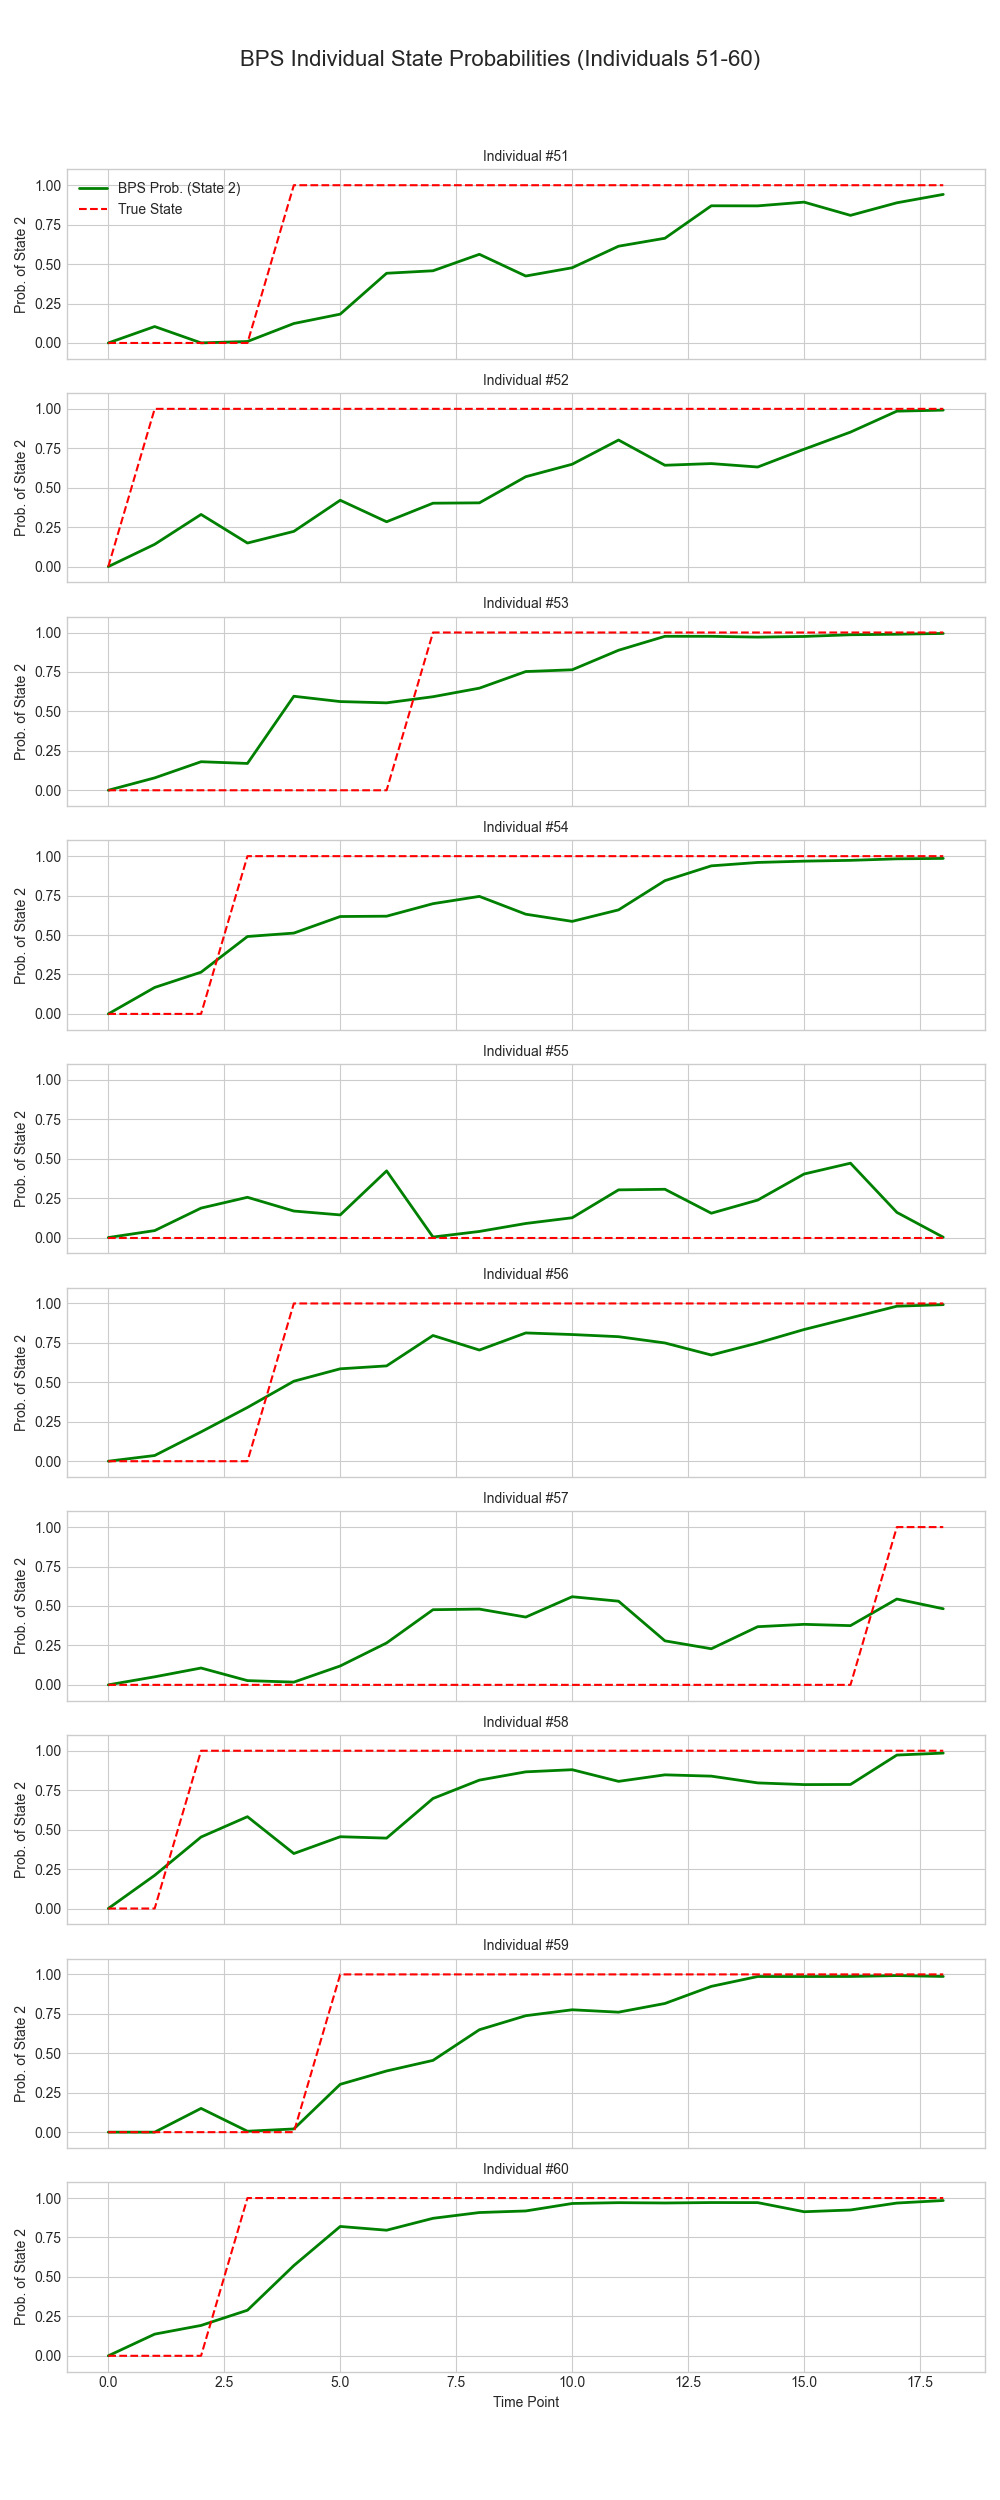 BPS Individual State Probabilities (Individuals 51-60)
Individual #51
BPS Prob. (State 2)
True State
Prob. of State 2
1.00
0.75
0.50
0.25
0.00
Individual #52
Prob. of State 2
1.00
0.75
0.50
0.25
0.00
Individual #53
Prob. of State 2
1.00
0.75
0.50
0.25
0.00
Individual #54
Prob. of State 2
1.00
0.75
0.50
0.25
0.00
Individual #55
Prob. of State 2
1.00
0.75
0.50
0.25
0.00
Individual #56
Prob. of State 2
1.00
0.75
0.50
0.25
0.00
Individual #57
Prob. of State 2
1.00
0.75
0.50
0.25
0.00
Individual #58
Prob. of State 2
1.00
0.75
0.50
0.25
0.00
Individual #59
Prob. of State 2
1.00
0.75
0.50
0.25
0.00
Individual #60
Prob. of State 2
1.00
0.75
0.50
0.25
0.00
0.0 2.5 5.0 7.5 10.0 12.5 15.0 17.5
Time Point